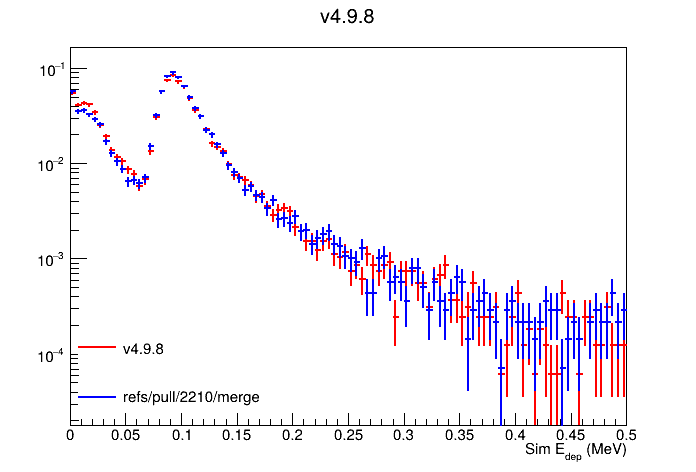 v4.9.8
10⁻¹
10⁻²
10⁻³
10⁻⁴
v4.9.8
refs/pull/2210/merge
0 0.05 0.1 0.15 0.2 0.25 0.3 0.35 0.4 0.45 0.5
Sim E_dep (MeV)